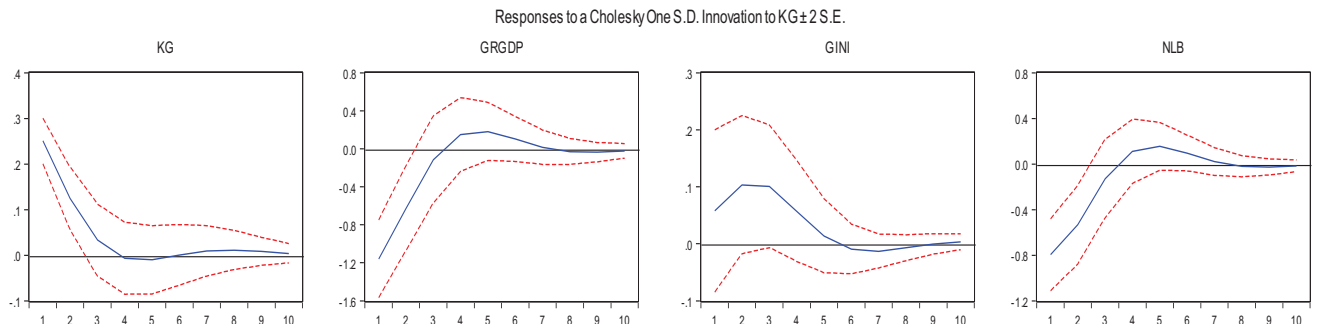 Responses to a Cholesky One S.D. Innovation to KG ± 2 S.E.
KG
.4
.3
.2
.1
.0
-.1
1 2 3 4 5 6 7 8 9 10
GRGDP
0.8
0.4
0.0
-0.4
-0.8
-1.2
-1.6
1 2 3 4 5 6 7 8 9 10
GINI
.3
.2
.1
.0
-.1
1 2 3 4 5 6 7 8 9 10
NLB
0.8
0.4
0.0
-0.4
-0.8
-1.2
1 2 3 4 5 6 7 8 9 10